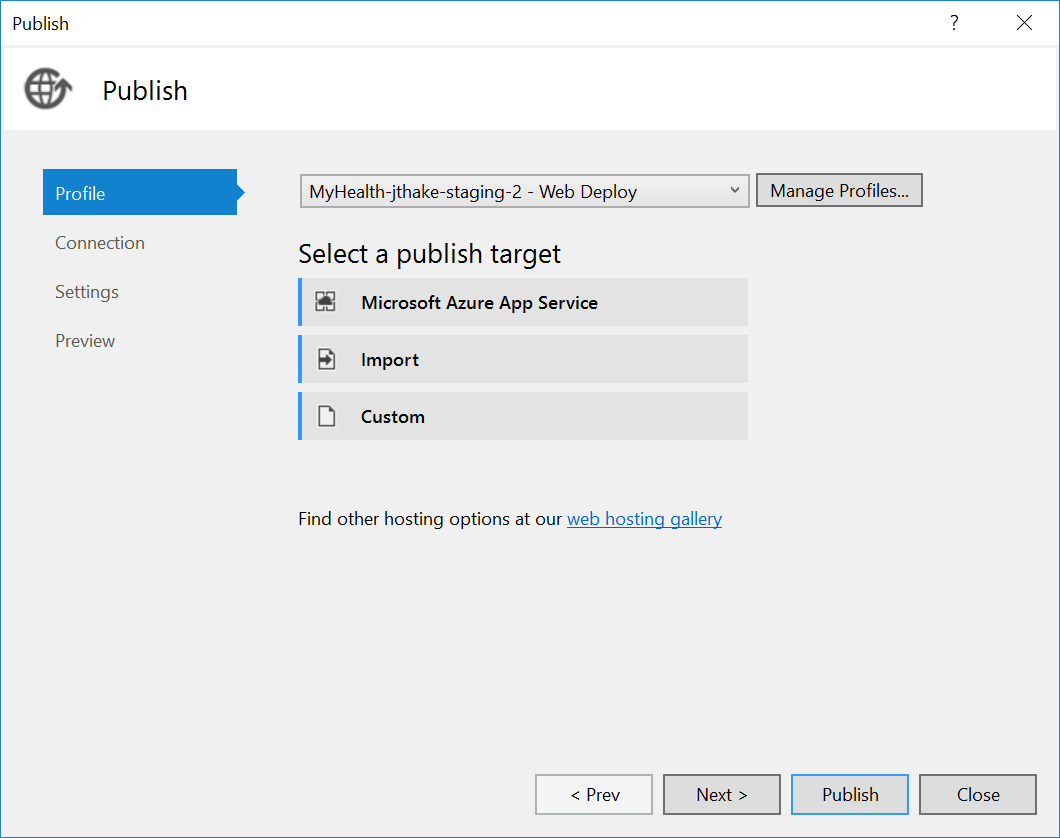 Publish
?
Publish
Profile
Connection
Settings
Preview
MyHealth-jthake-staging-2 - Web Deploy
Manage Profiles...
Select a publish target
Microsoft Azure App Service
Import
Custom
Find other hosting options at our web hosting gallery
< Prev
Next >
Publish
Close